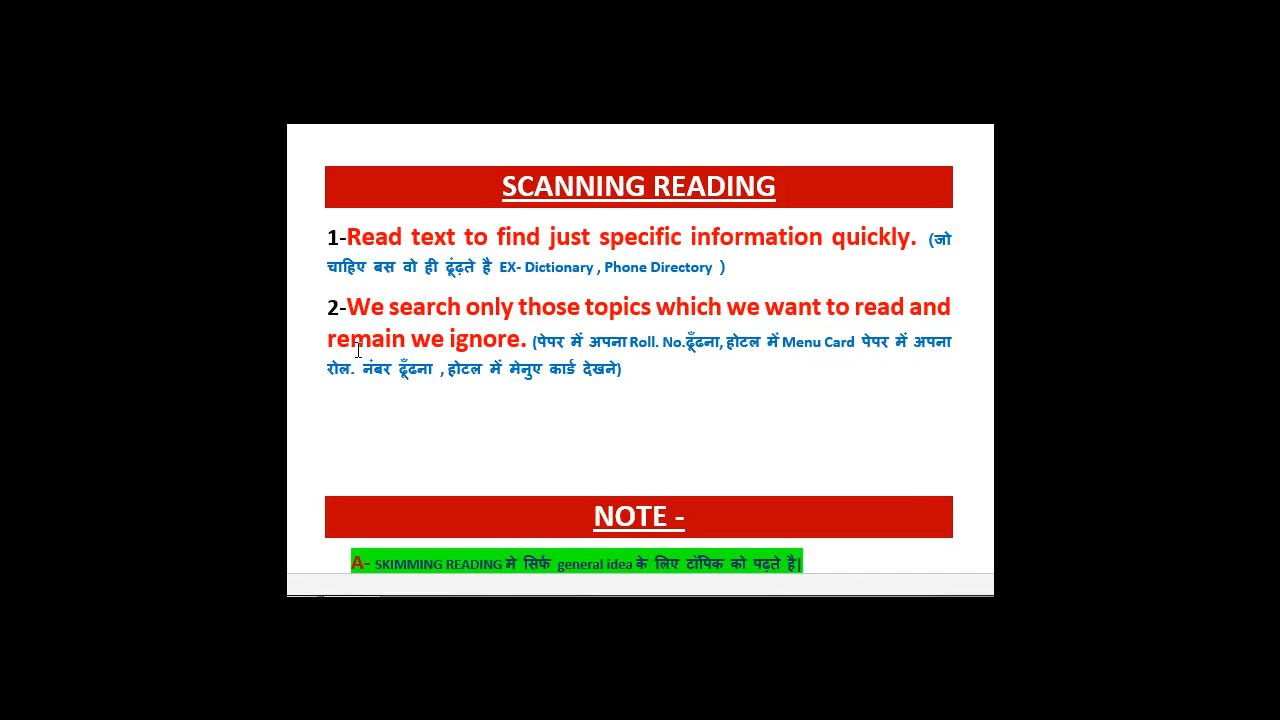 SCANNING READING
1-Read text to find just specific information quickly. (जो
चाहिए बस वो ही ढूंढ़ते है EX- Dictionary , Phone Directory )
2-We search only those topics which we want to read and
remain we ignore. (पेपर में अपना Roll. No.ढूँढना, होटल में Menu Card पेपर में अपना
रोल. नंबर ढूँढना , होटल में मेनुए कार्ड देखने)
NOTE -
A- SKIMMING READING मे सिर्फ general idea के लिए टॉपिक को पढ़ते है|